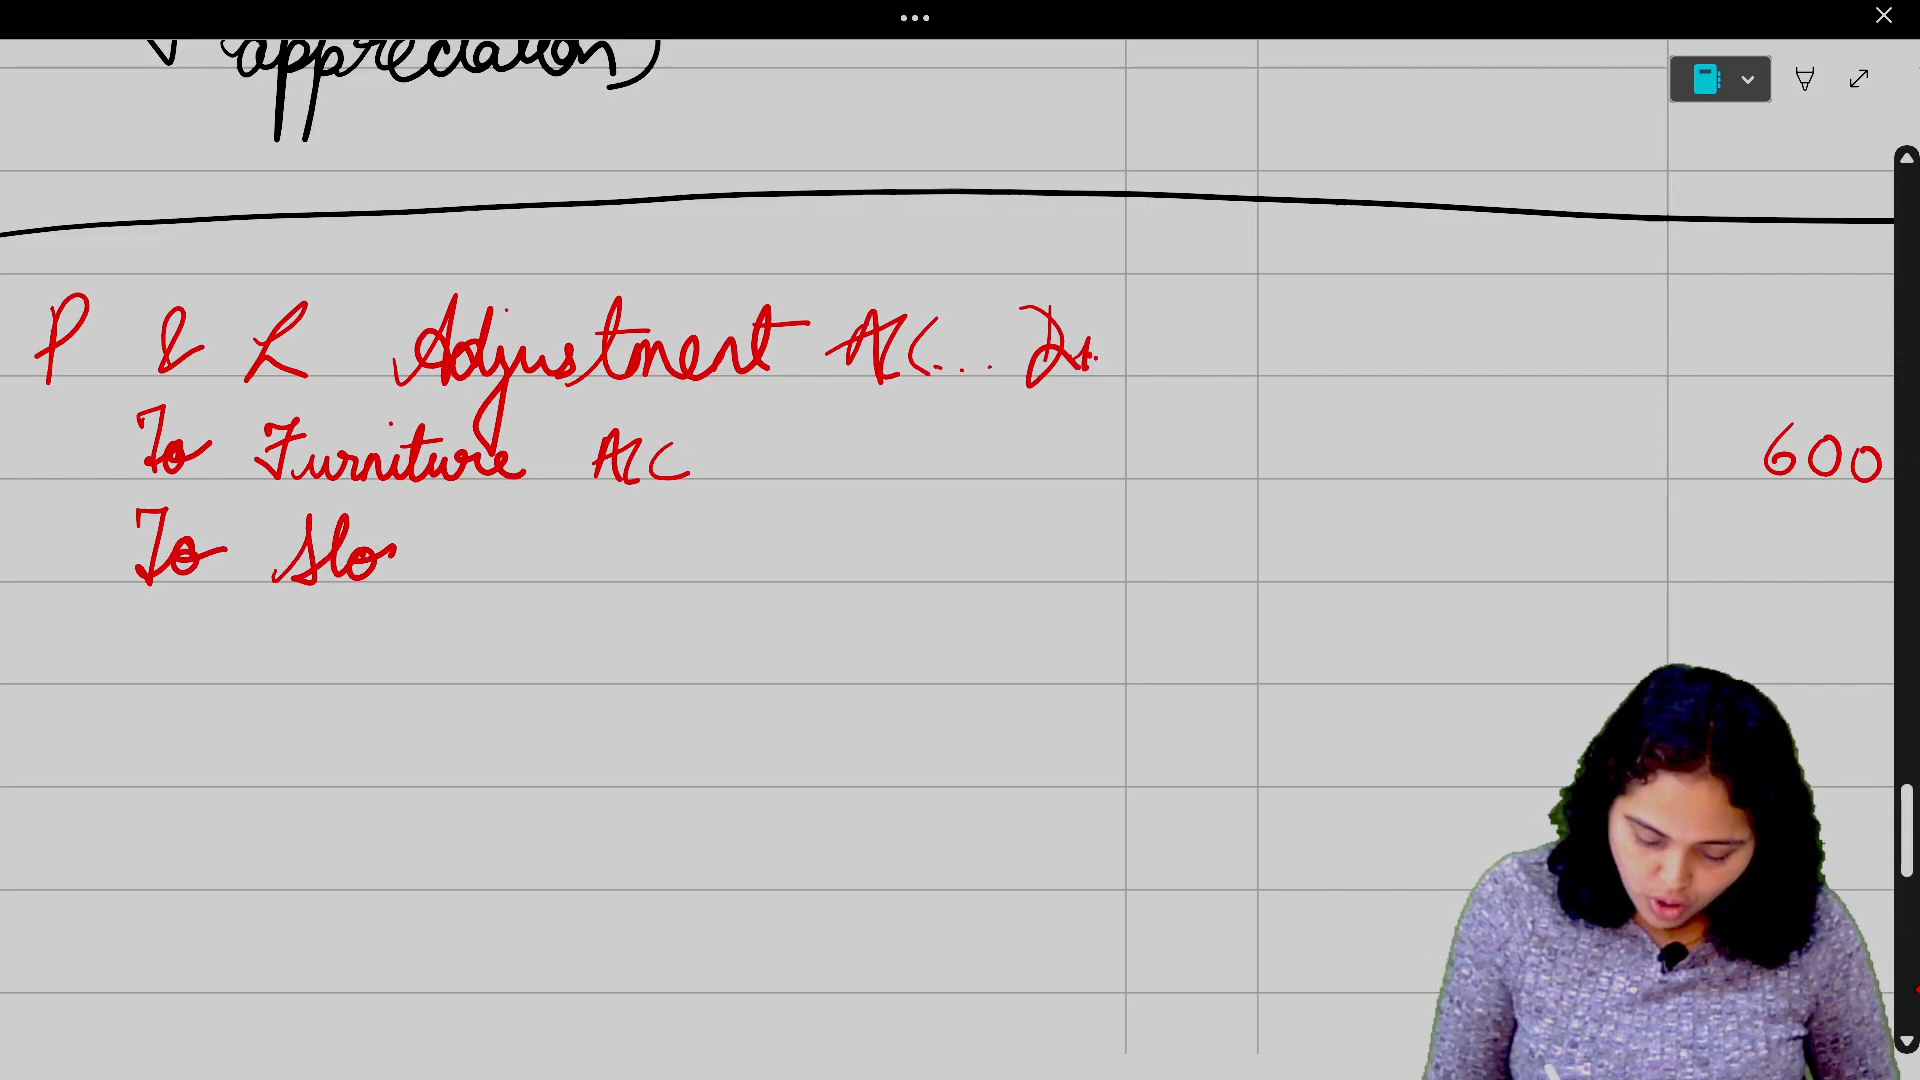 appreciation)
P & L Adjustment A/C... Dr.
To Furniture A/C 600
To Sto